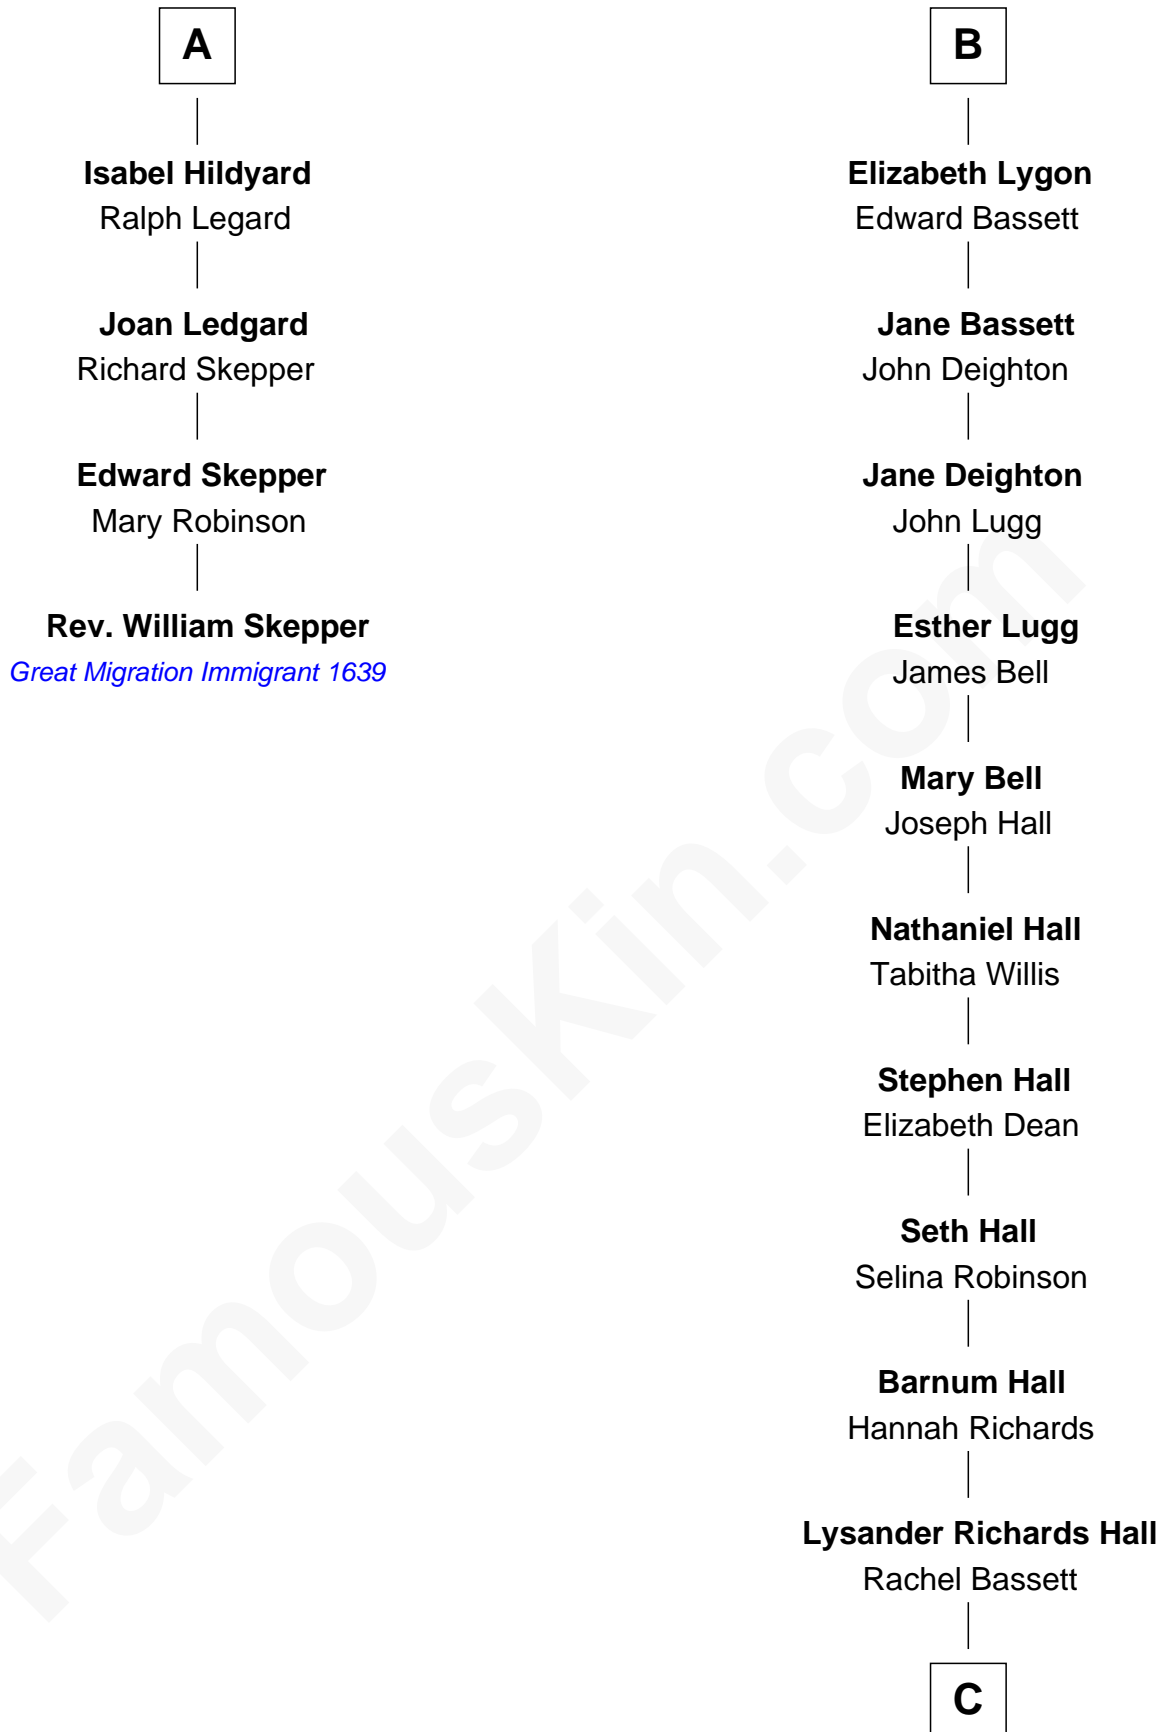 A
Isabel Hildyard
Ralph Legard
Joan Ledgard
Richard Skepper
Edward Skepper
Mary Robinson
Rev. William Skepper
Great Migration Immigrant 1639
B
Elizabeth Lygon
Edward Bassett
Jane Bassett
John Deighton
Jane Deighton
John Lugg
Esther Lugg
James Bell
Mary Bell
Joseph Hall
Nathaniel Hall
Tabitha Willis
Stephen Hall
Elizabeth Dean
Seth Hall
Selina Robinson
Barnum Hall
Hannah Richards
Lysander Richards Hall
Rachel Bassett
C
FamousKin.com